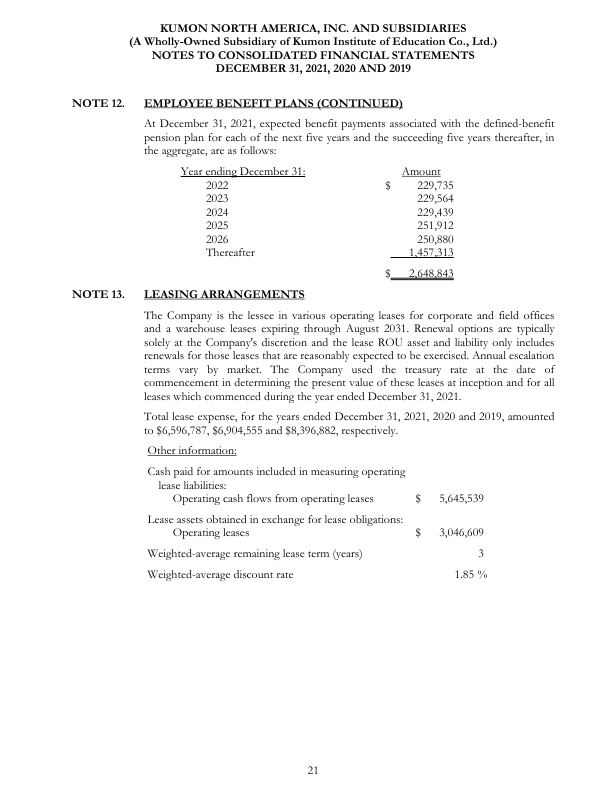 KUMON NORTH AMERICA, INC. AND SUBSIDIARIES
(A Wholly-Owned Subsidiary of Kumon Institute of Education Co., Ltd.)
NOTES TO CONSOLIDATED FINANCIAL STATEMENTS
DECEMBER 31, 2021, 2020 AND 2019
NOTE 12. EMPLOYEE BENEFIT PLANS (CONTINUED)
At December 31, 2021, expected benefit payments associated with the defined-benefit
pension plan for each of the next five years and the succeeding five years thereafter, in
the aggregate, are as follows:
Year ending December 31: Amount
2022 $ 229,735
2023 229,564
2024 229,439
2025 251,912
2026 250,880
Thereafter 1,457,313
$ 2,648,843
NOTE 13. LEASING ARRANGEMENTS
The Company is the lessee in various operating leases for corporate and field offices
and a warehouse leases expiring through August 2031. Renewal options are typically
solely at the Company's discretion and the lease ROU asset and liability only includes
renewals for those leases that are reasonably expected to be exercised. Annual escalation
terms vary by market. The Company used the treasury rate at the date of
commencement in determining the present value of these leases at inception and for all
leases which commenced during the year ended December 31, 2021.
Total lease expense, for the years ended December 31, 2021, 2020 and 2019, amounted
to $6,596,787, $6,904,555 and $8,396,882, respectively.
Other information:
Cash paid for amounts included in measuring operating
lease liabilities:
Operating cash flows from operating leases $ 5,645,539
Lease assets obtained in exchange for lease obligations:
Operating leases $ 3,046,609
Weighted-average remaining lease term (years) 3
Weighted-average discount rate 1.85 %
21